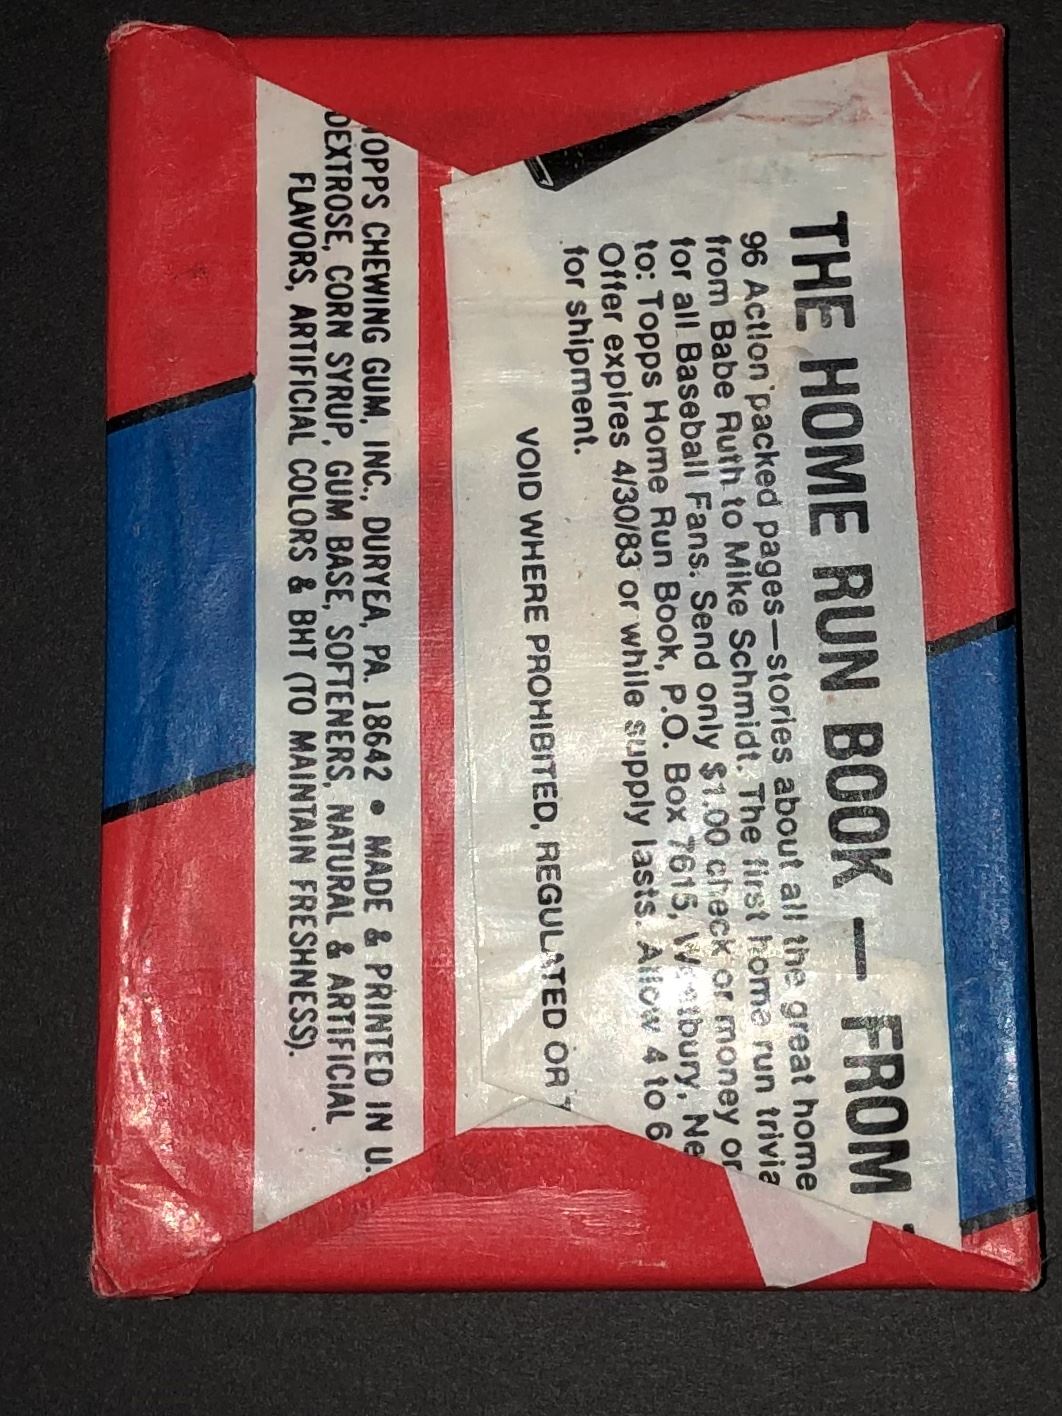 THE HOME RUN BOOK — FROM
96 Action packed pages—stories about all the great home
from Babe Ruth to Mike Schmidt. The first home run trivia
for all Baseball Fans. Send only $1.00 check or money or
to: Topps Home Run Book, P.O. Box 7615, Westbury, Ne
Offer expires 4/30/83 or while supply lasts. Allow 4 to 6
for shipment.
VOID WHERE PROHIBITED, REGULATED OR T
TOPPS CHEWING GUM, INC., DURYEA, PA. 18642 • MADE & PRINTED IN U.
DEXTROSE, CORN SYRUP, GUM BASE, SOFTENERS, NATURAL & ARTIFICIAL
FLAVORS, ARTIFICIAL COLORS & BHT (TO MAINTAIN FRESHNESS).